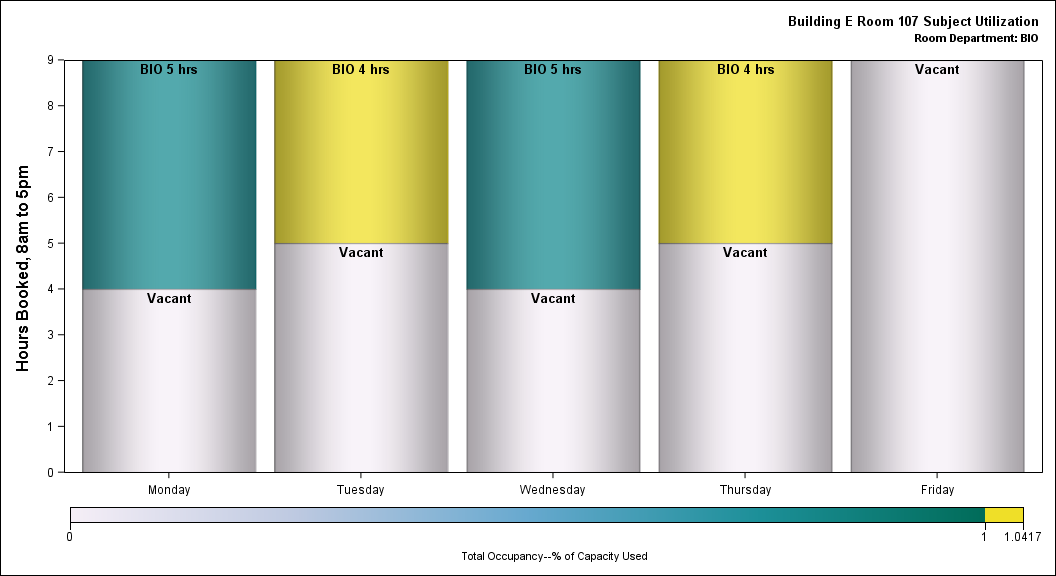 Building E Room 107 Subject Utilization
Room Department: BIO
Hours Booked, 8am to 5pm
9
8
7
6
5
4
3
2
1
0
BIO 5 hrs
BIO 4 hrs
BIO 5 hrs
BIO 4 hrs
Vacant
Vacant
Vacant
Vacant
Vacant
Monday
Tuesday
Wednesday
Thursday
Friday
0
1
1.0417
Total Occupancy--% of Capacity Used